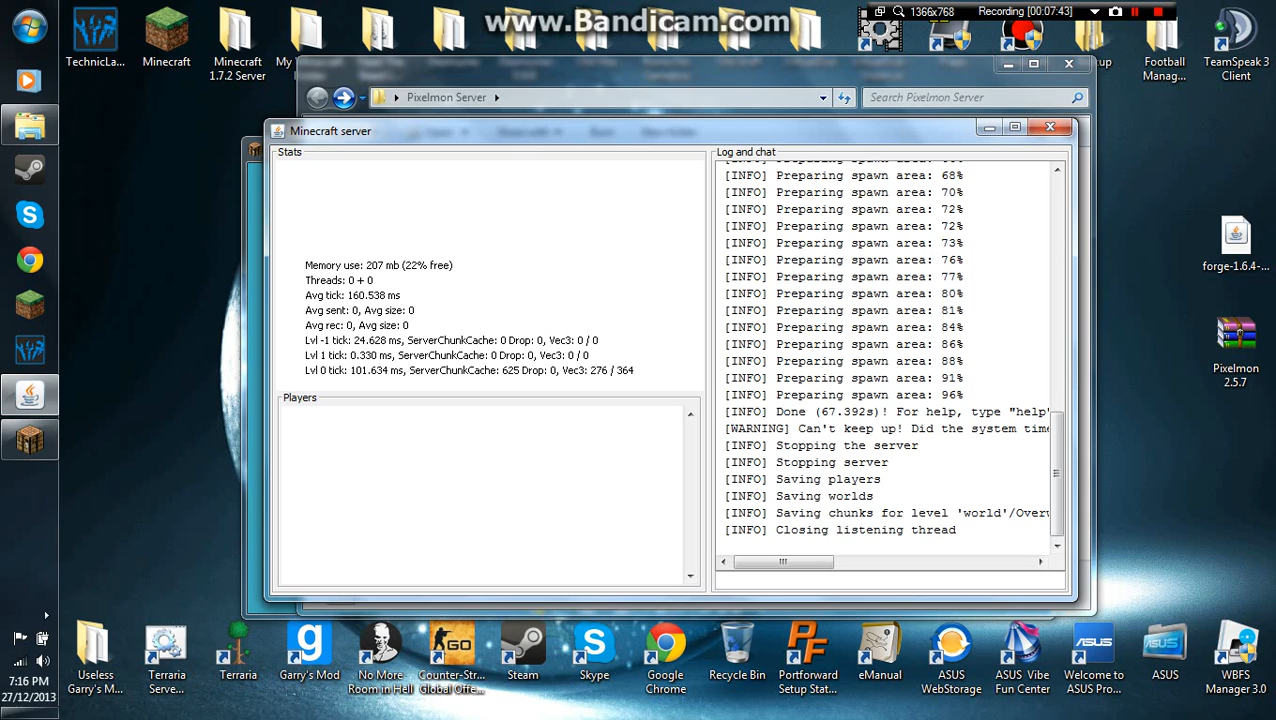 www.Bandicam.com
1366x768
Recording [00:07:43]
TechnicLa...
Minecraft
Minecraft
1.7.2 Server
My
up
Football
Manag...
TeamSpeak 3
Client
Pixelmon Server
Search Pixelmon Server
Minecraft server
Stats
Memory use: 207 mb (22% free)
Threads: 0 + 0
Avg tick: 160.538 ms
Avg sent: 0, Avg size: 0
Avg rec: 0, Avg size: 0
Lvl -1 tick: 24.628 ms, ServerChunkCache: 0 Drop: 0, Vec3: 0 / 0
Lvl 1 tick: 0.330 ms, ServerChunkCache: 0 Drop: 0, Vec3: 0 / 0
Lvl 0 tick: 101.634 ms, ServerChunkCache: 625 Drop: 0, Vec3: 276 / 364
Players
Log and chat
[INFO] Preparing spawn area: 68%
[INFO] Preparing spawn area: 70%
[INFO] Preparing spawn area: 72%
[INFO] Preparing spawn area: 72%
[INFO] Preparing spawn area: 73%
[INFO] Preparing spawn area: 76%
[INFO] Preparing spawn area: 77%
[INFO] Preparing spawn area: 80%
[INFO] Preparing spawn area: 81%
[INFO] Preparing spawn area: 84%
[INFO] Preparing spawn area: 86%
[INFO] Preparing spawn area: 88%
[INFO] Preparing spawn area: 91%
[INFO] Preparing spawn area: 96%
[INFO] Done (67.392s)! For help, type "help"
[WARNING] Can't keep up! Did the system time
[INFO] Stopping the server
[INFO] Stopping server
[INFO] Saving players
[INFO] Saving worlds
[INFO] Saving chunks for level 'world'/Overw
[INFO] Closing listening thread
forge-1.6.4-...
Pixelmon
2.5.7
Useless
Garry's M...
Terraria
Serve...
Terraria
Garry's Mod
No More
Room in Hell
Counter-Str...
Global Offe...
Steam
Skype
Google
Chrome
Recycle Bin
Portforward
Setup Stat...
eManual
ASUS
WebStorage
ASUS Vibe
Fun Center
Welcome to
ASUS Pro...
ASUS
WBFS
Manager 3.0
7:16 PM
27/12/2013